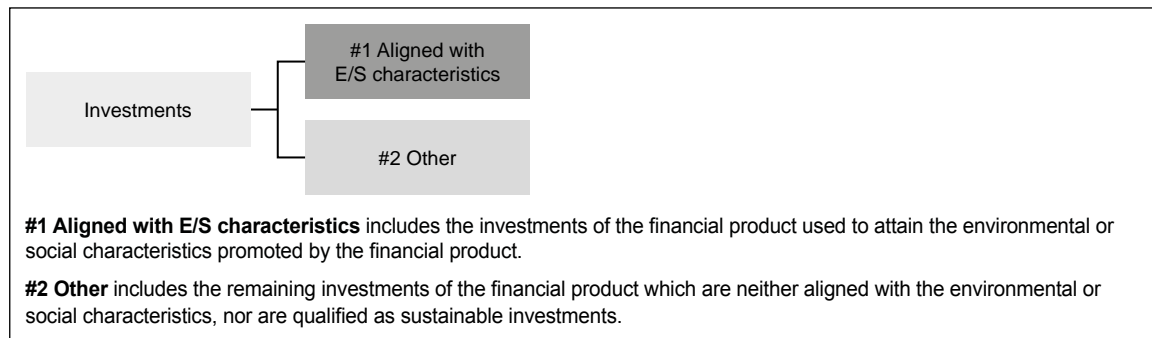 #1 Aligned with
E/S characteristics
Investments
#2 Other
#1 Aligned with E/S characteristics includes the investments of the financial product used to attain the environmental or
social characteristics promoted by the financial product.
#2 Other includes the remaining investments of the financial product which are neither aligned with the environmental or
social characteristics, nor are qualified as sustainable investments.